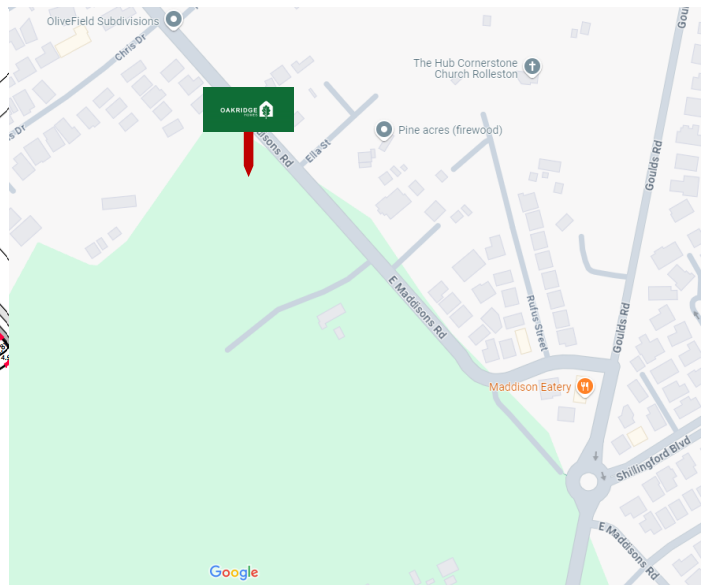 OliveField Subdivisions
Chris Dr
The Hub Cornerstone
Church Rolleston
Goulds Rd
OAKRIDGE
HOMES
Pine acres (firewood)
Ella St
Goulds Rd
E Maddisons Rd
Rufus Street
Goulds Rd
Maddison Eatery
Shillingford Blvd
E Maddisons Rd
Google